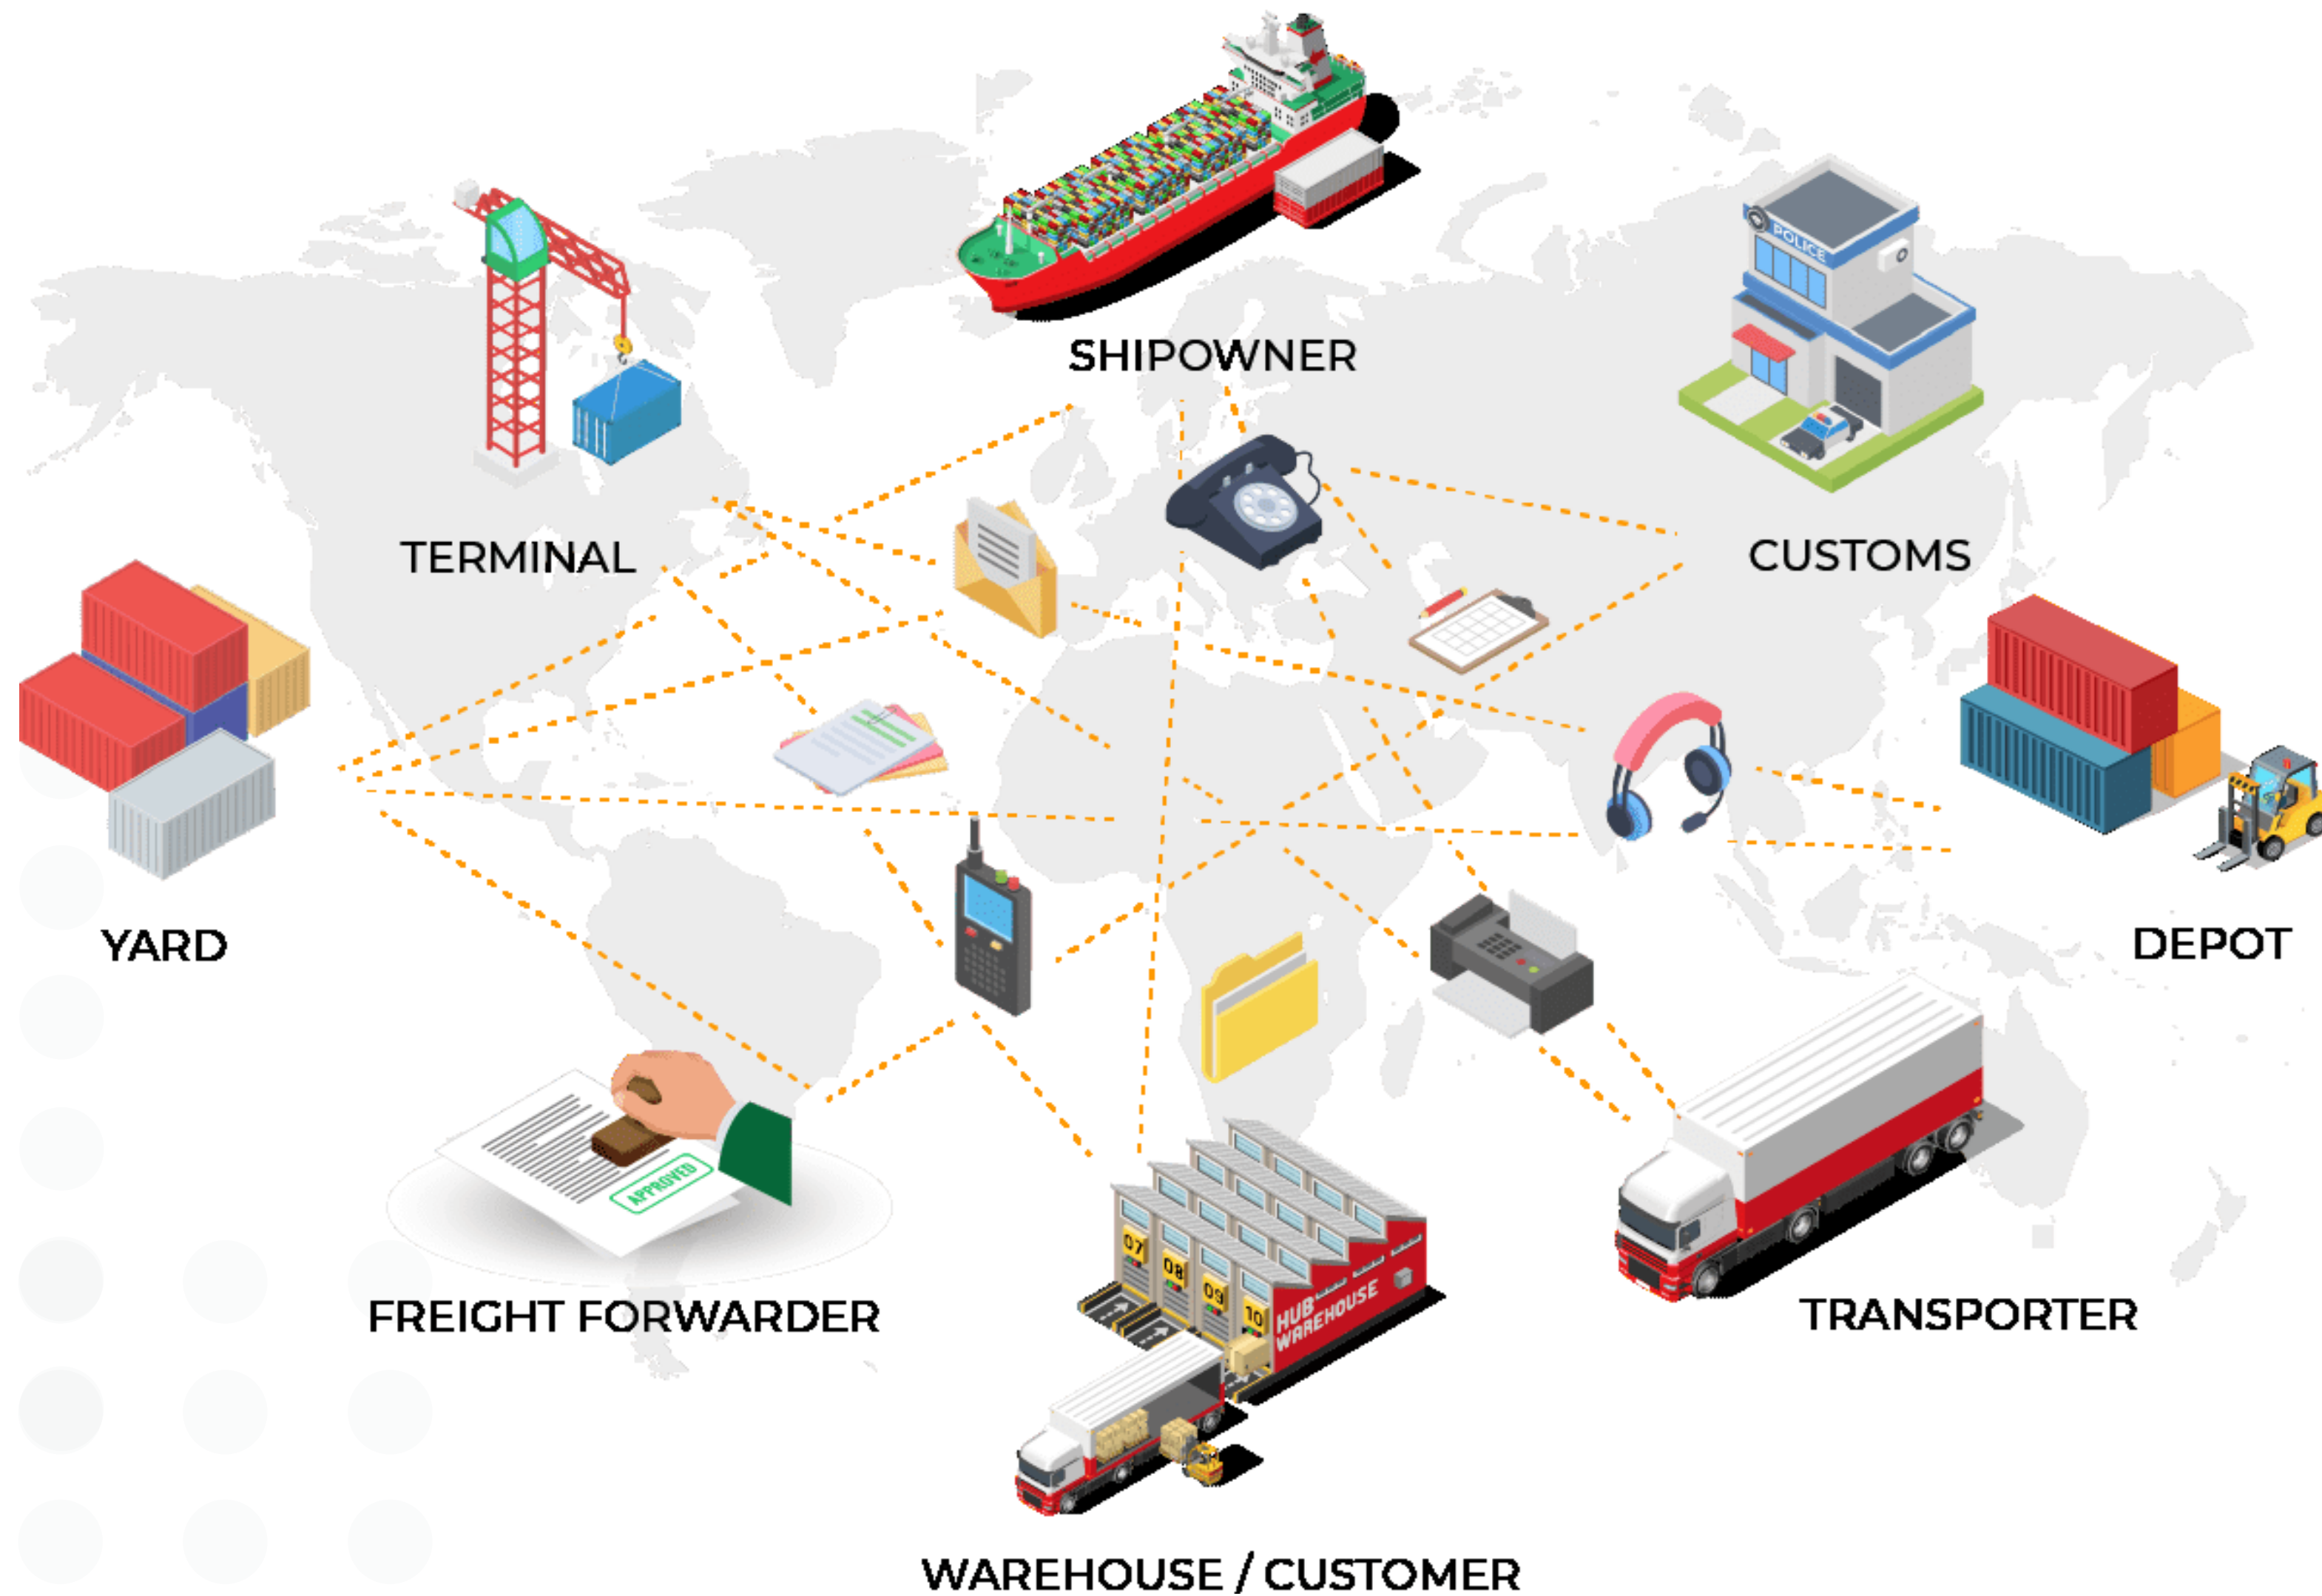 POLICE
SHIPOWNER
TERMINAL
CUSTOMS
YARD
DEPOT
APPROVED
FREIGHT FORWARDER
07
08
09
10
HUB
WAREHOUSE
TRANSPORTER
WAREHOUSE / CUSTOMER